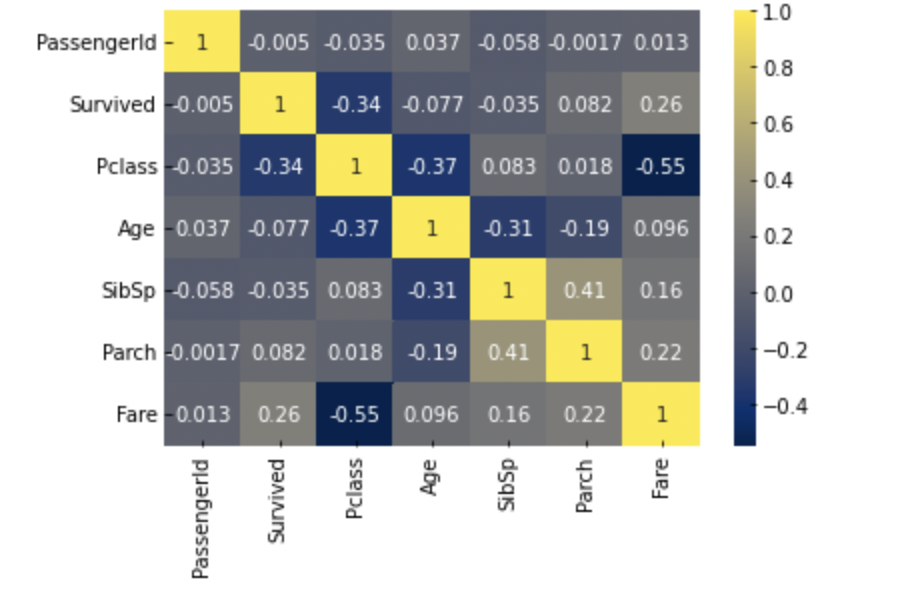 PassengerId 1 -0.005 -0.035 0.037 -0.058 -0.0017 0.013
Survived -0.005 1 -0.34 -0.077 -0.035 0.082 0.26
Pclass -0.035 -0.34 1 -0.37 0.083 0.018 -0.55
Age 0.037 -0.077 -0.37 1 -0.31 -0.19 0.096
SibSp -0.058 -0.035 0.083 -0.31 1 0.41 0.16
Parch -0.0017 0.082 0.018 -0.19 0.41 1 0.22
Fare 0.013 0.26 -0.55 0.096 0.16 0.22 1
PassengerId
Survived
Pclass
Age
SibSp
Parch
Fare
1.0
0.8
0.6
0.4
0.2
0.0
−0.2
−0.4